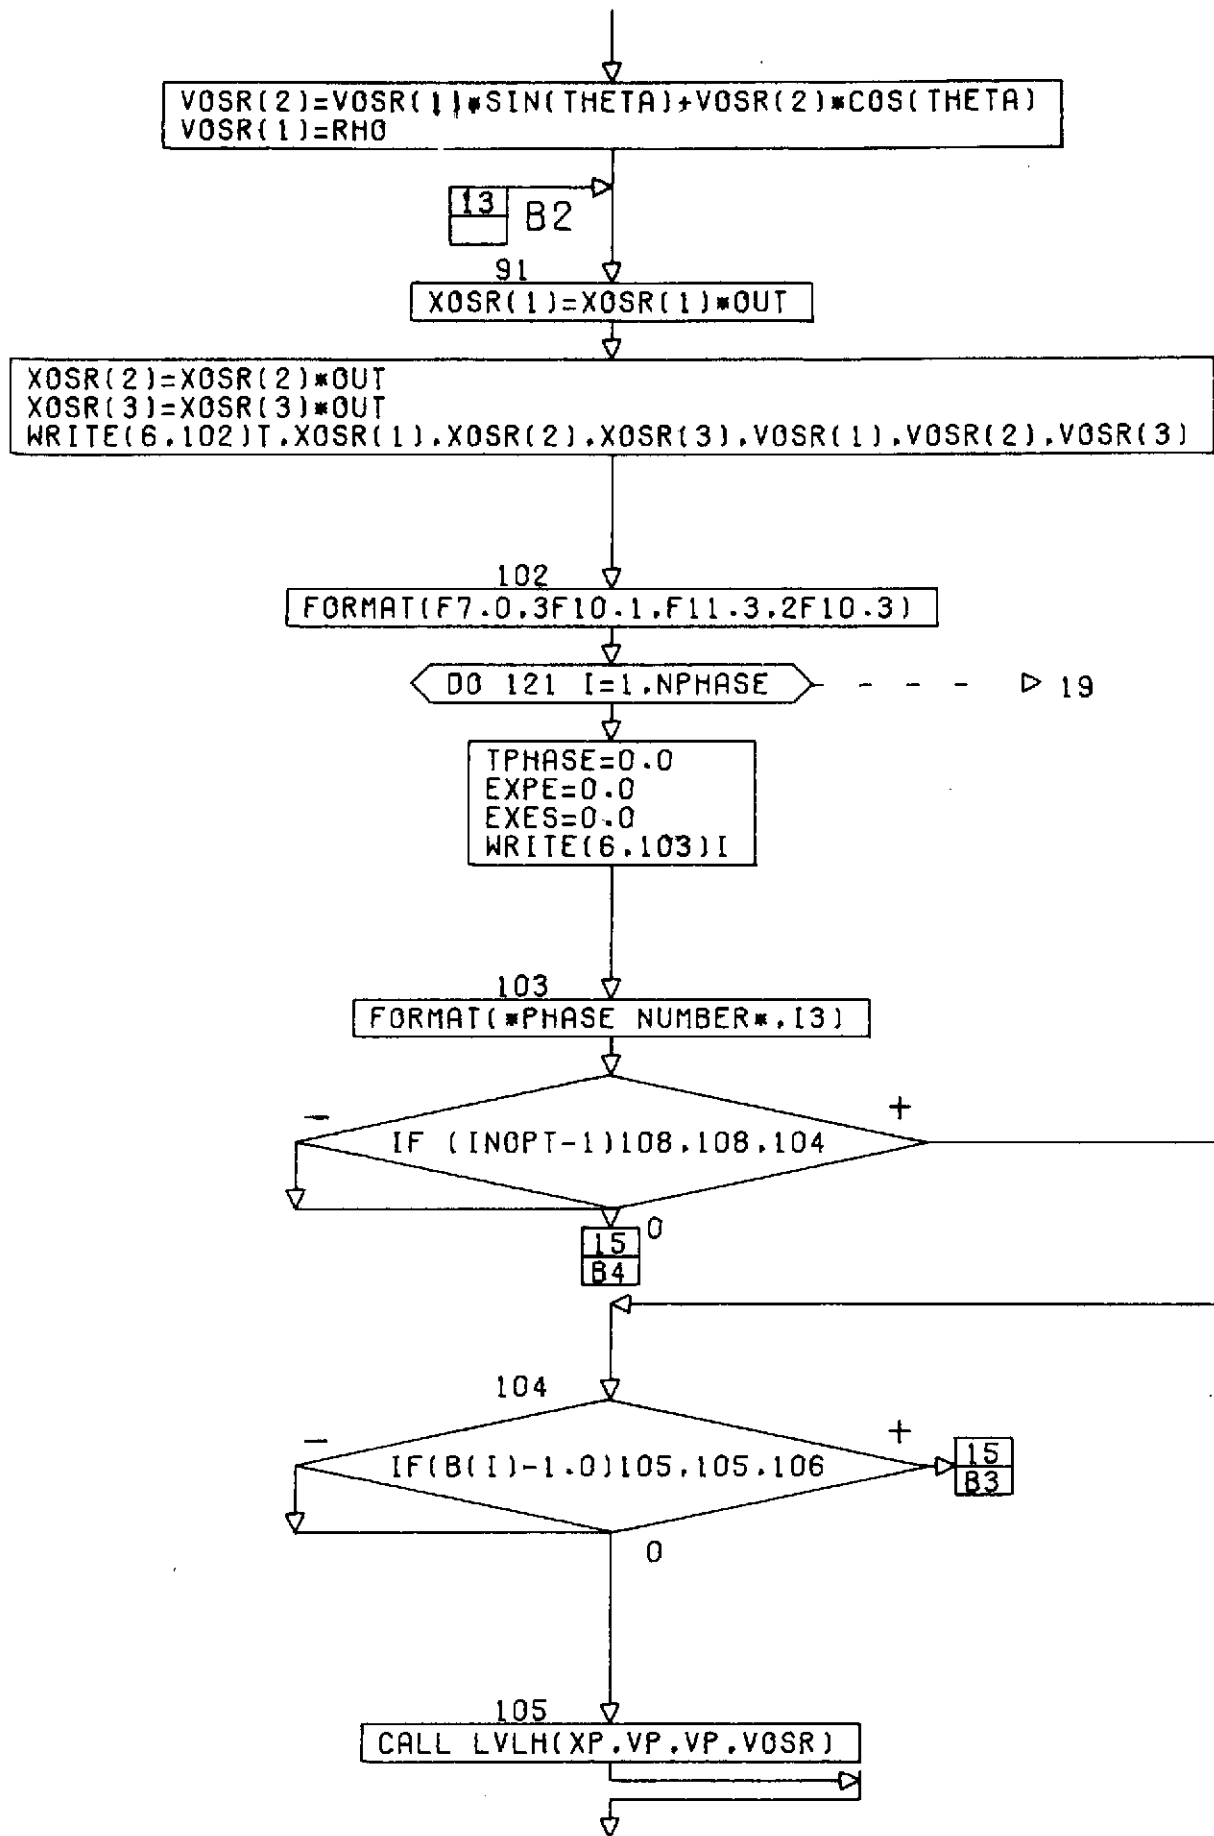 VOSR(2)=VOSR(1)*SIN(THETA)+VOSR(2)*COS(THETA)
VOSR(1)=RHO
13
B2
91
XOSR(1)=XOSR(1)*OUT
XOSR(2)=XOSR(2)*OUT
XOSR(3)=XOSR(3)*OUT
WRITE(6,102)T,XOSR(1),XOSR(2),XOSR(3),VOSR(1),VOSR(2),VOSR(3)
102
FORMAT(F7.0,3F10.1,F11.3,2F10.3)
DO 121 I=1,NPHASE
19
TPHASE=0.0
EXPE=0.0
EXES=0.0
WRITE(6,103)I
103
FORMAT(*PHASE NUMBER*,I3)
- +
IF (INOPT-1)108,108,104
0
15
B4
104
- +
IF(B(I)-1.0)105,105,106
15
B3
0
105
CALL LVLH(XP,VP,VP,VOSR)